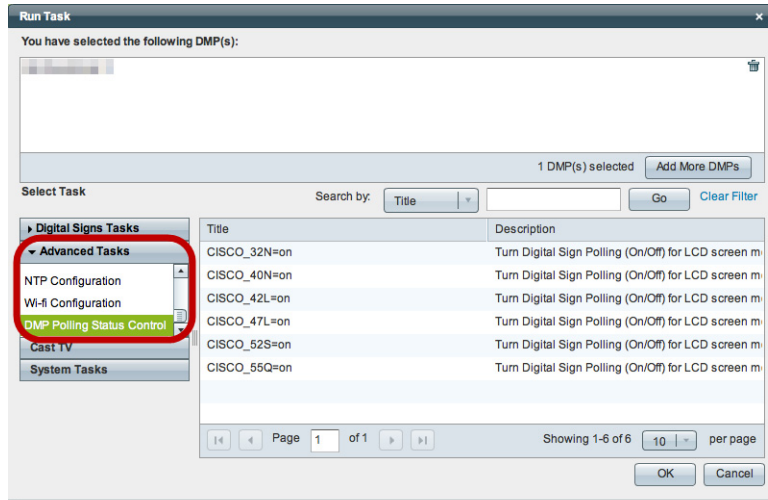 Run Task
You have selected the following DMP(s):
1 DMP(s) selected Add More DMPs
Select Task
Search by: Title Go Clear Filter
Digital Signs Tasks
Advanced Tasks
NTP Configuration
Wi-fi Configuration
DMP Polling Status Control
Cast TV
System Tasks
Title Description
CISCO_32N=on Turn Digital Sign Polling (On/Off) for LCD screen m
CISCO_40N=on Turn Digital Sign Polling (On/Off) for LCD screen m
CISCO_42L=on Turn Digital Sign Polling (On/Off) for LCD screen m
CISCO_47L=on Turn Digital Sign Polling (On/Off) for LCD screen m
CISCO_52S=on Turn Digital Sign Polling (On/Off) for LCD screen m
CISCO_55Q=on Turn Digital Sign Polling (On/Off) for LCD screen m
Page 1 of 1 Showing 1-6 of 6 10 per page
OK Cancel